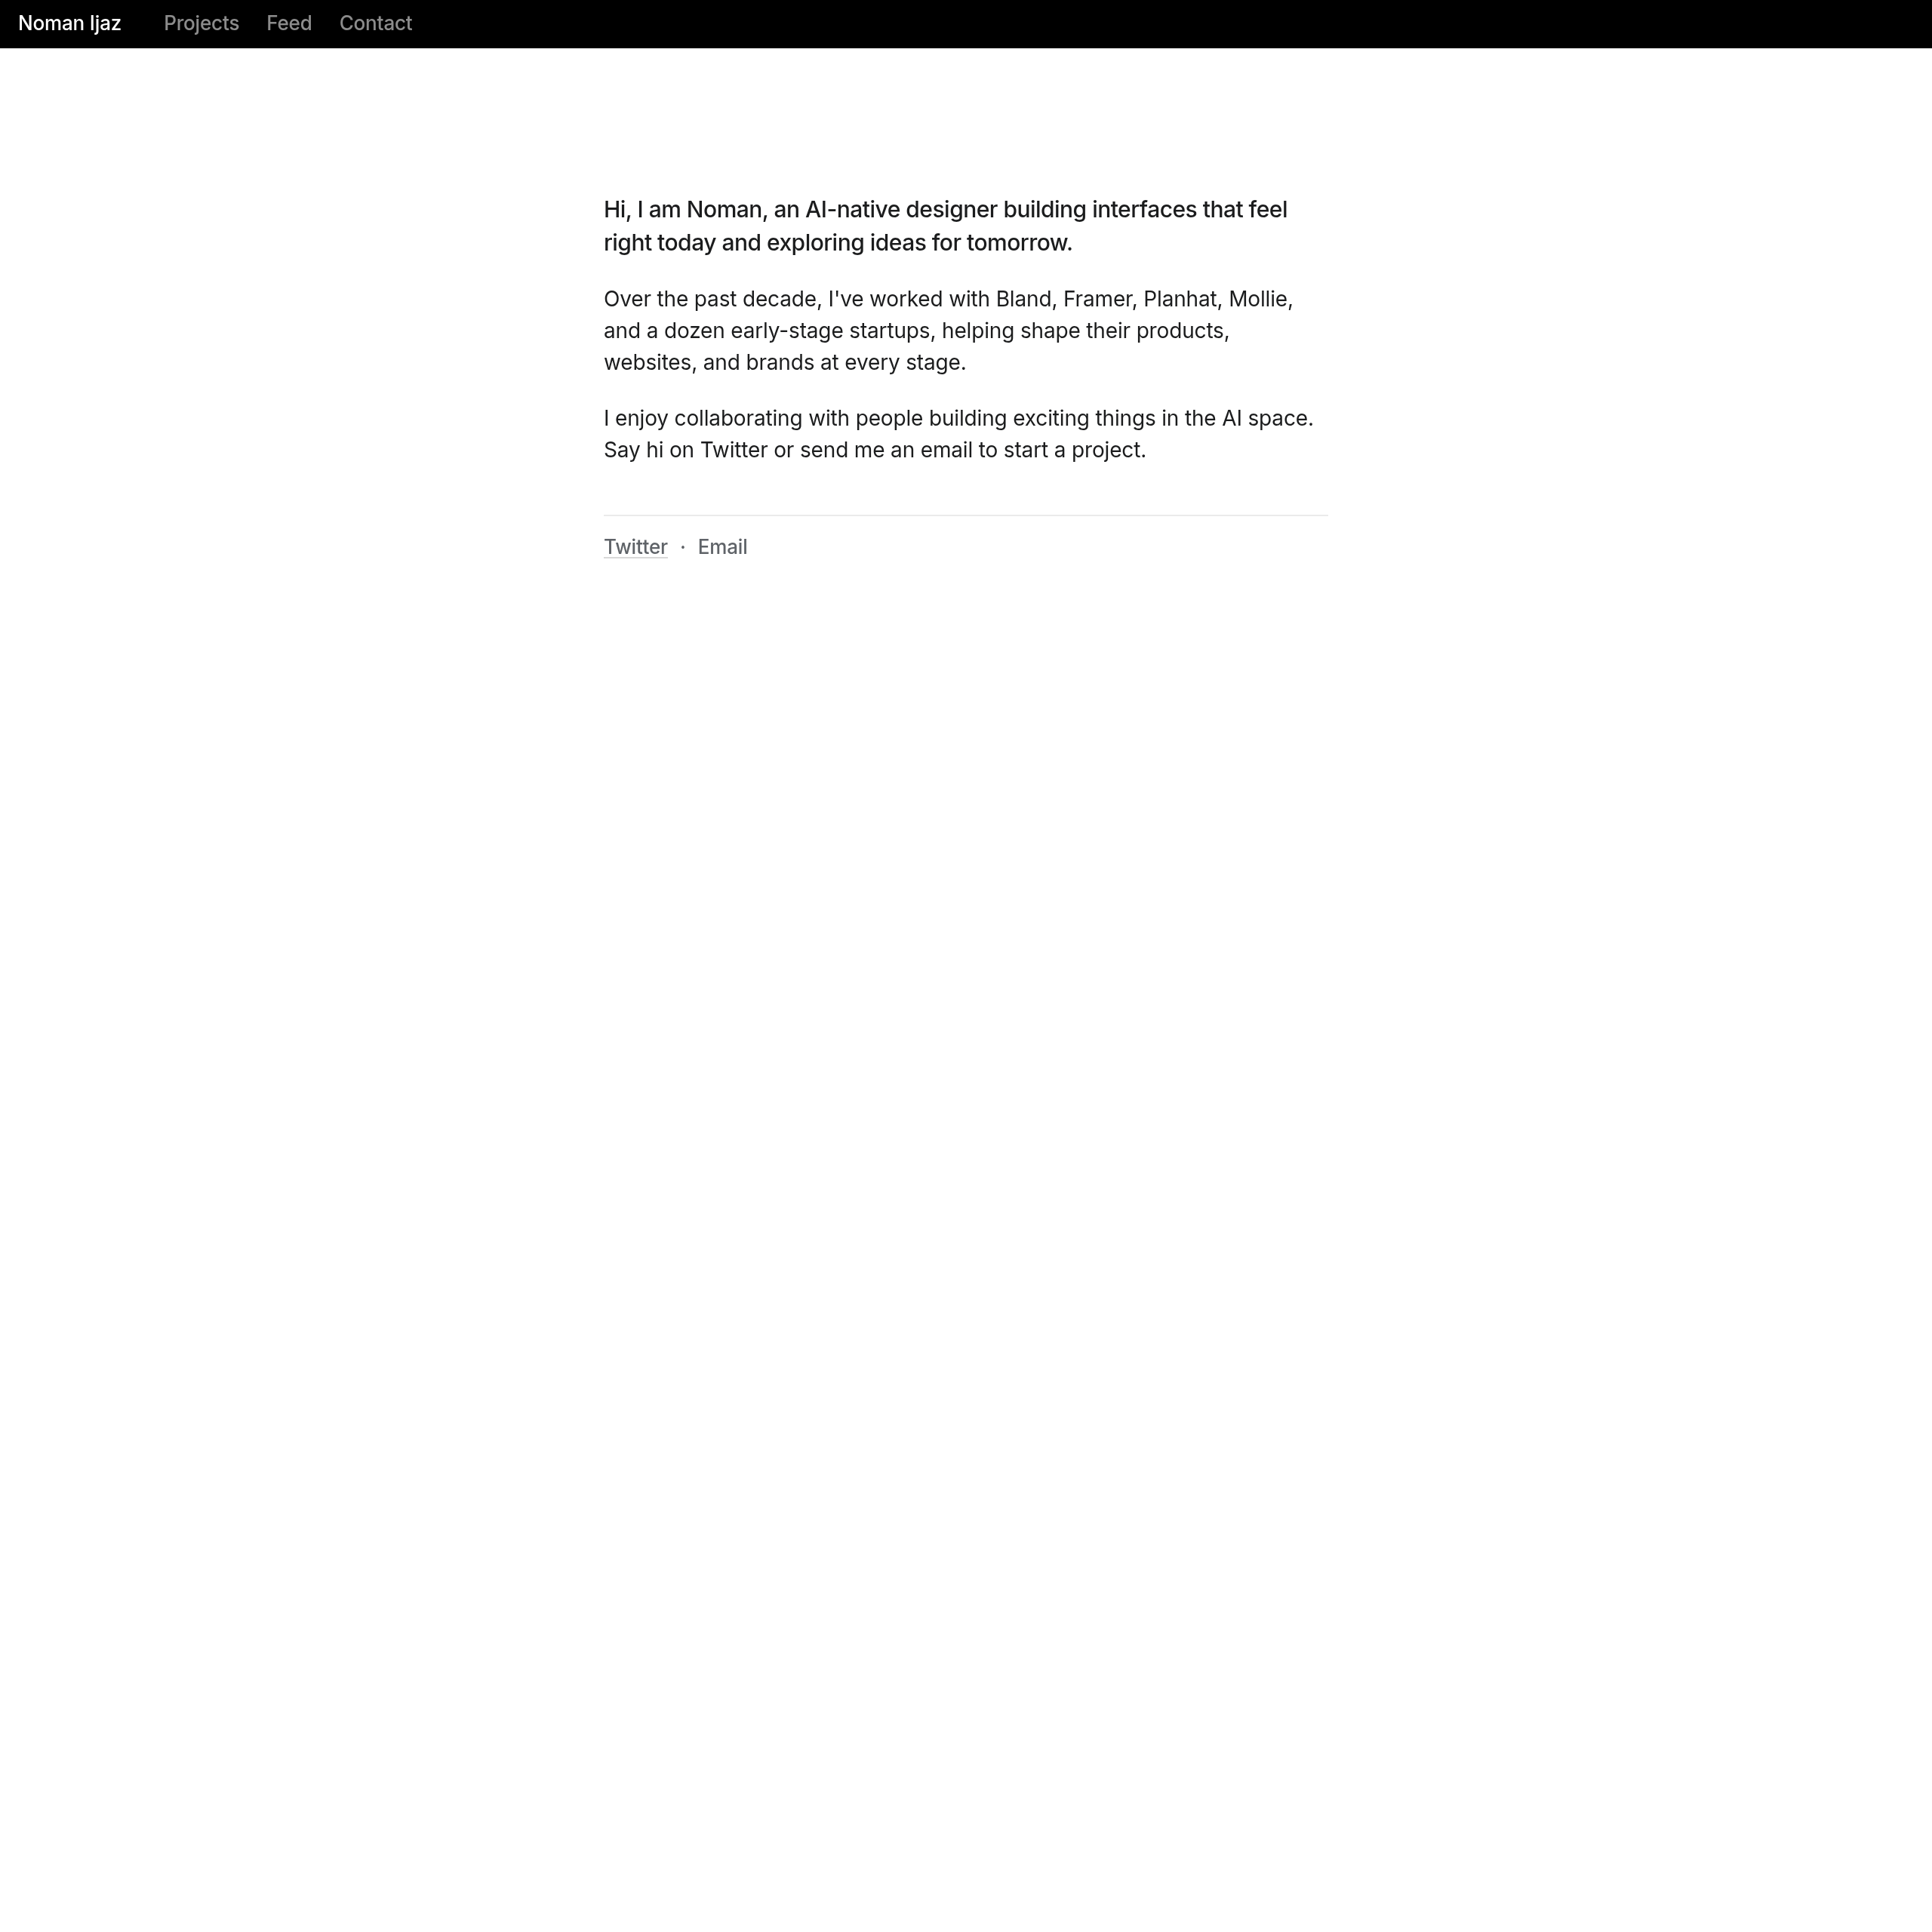 Noman Ijaz Projects Feed Contact
Hi, I am Noman, an AI-native designer building interfaces that feel
right today and exploring ideas for tomorrow.
Over the past decade, I've worked with Bland, Framer, Planhat, Mollie,
and a dozen early-stage startups, helping shape their products,
websites, and brands at every stage.
I enjoy collaborating with people building exciting things in the AI space.
Say hi on Twitter or send me an email to start a project.
Twitter · Email